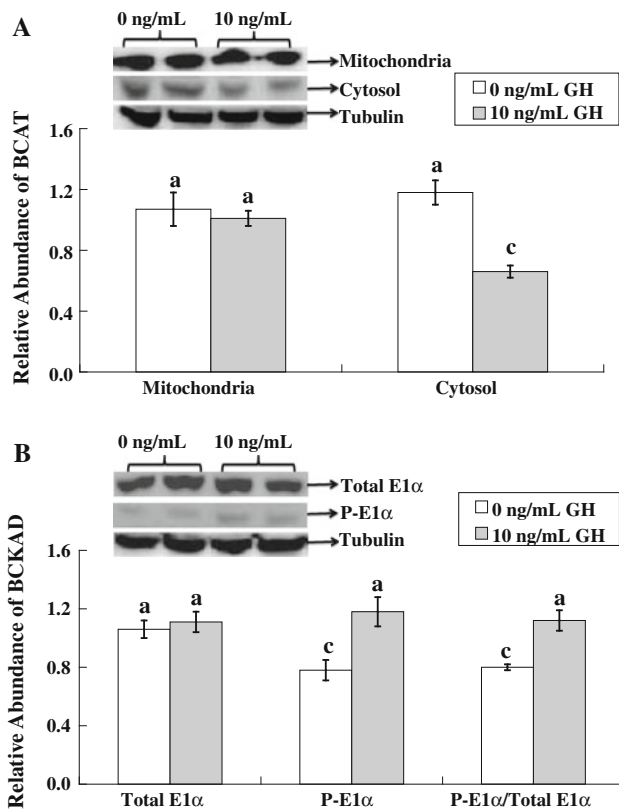 A
0 ng/mL
10 ng/mL
Mitochondria
Cytosol
Tubulin
0 ng/mL GH
10 ng/mL GH
Relative Abundance of BCAT
1.6
1.2
0.8
0.4
0.0
a
a
a
c
Mitochondria
Cytosol
B
0 ng/mL
10 ng/mL
Total E1α
P-E1α
Tubulin
0 ng/mL GH
10 ng/mL GH
Relative Abundance of BCKAD
1.6
1.2
0.8
0.4
0.0
a
a
c
a
c
a
Total E1α
P-E1α
P-E1α/Total E1α